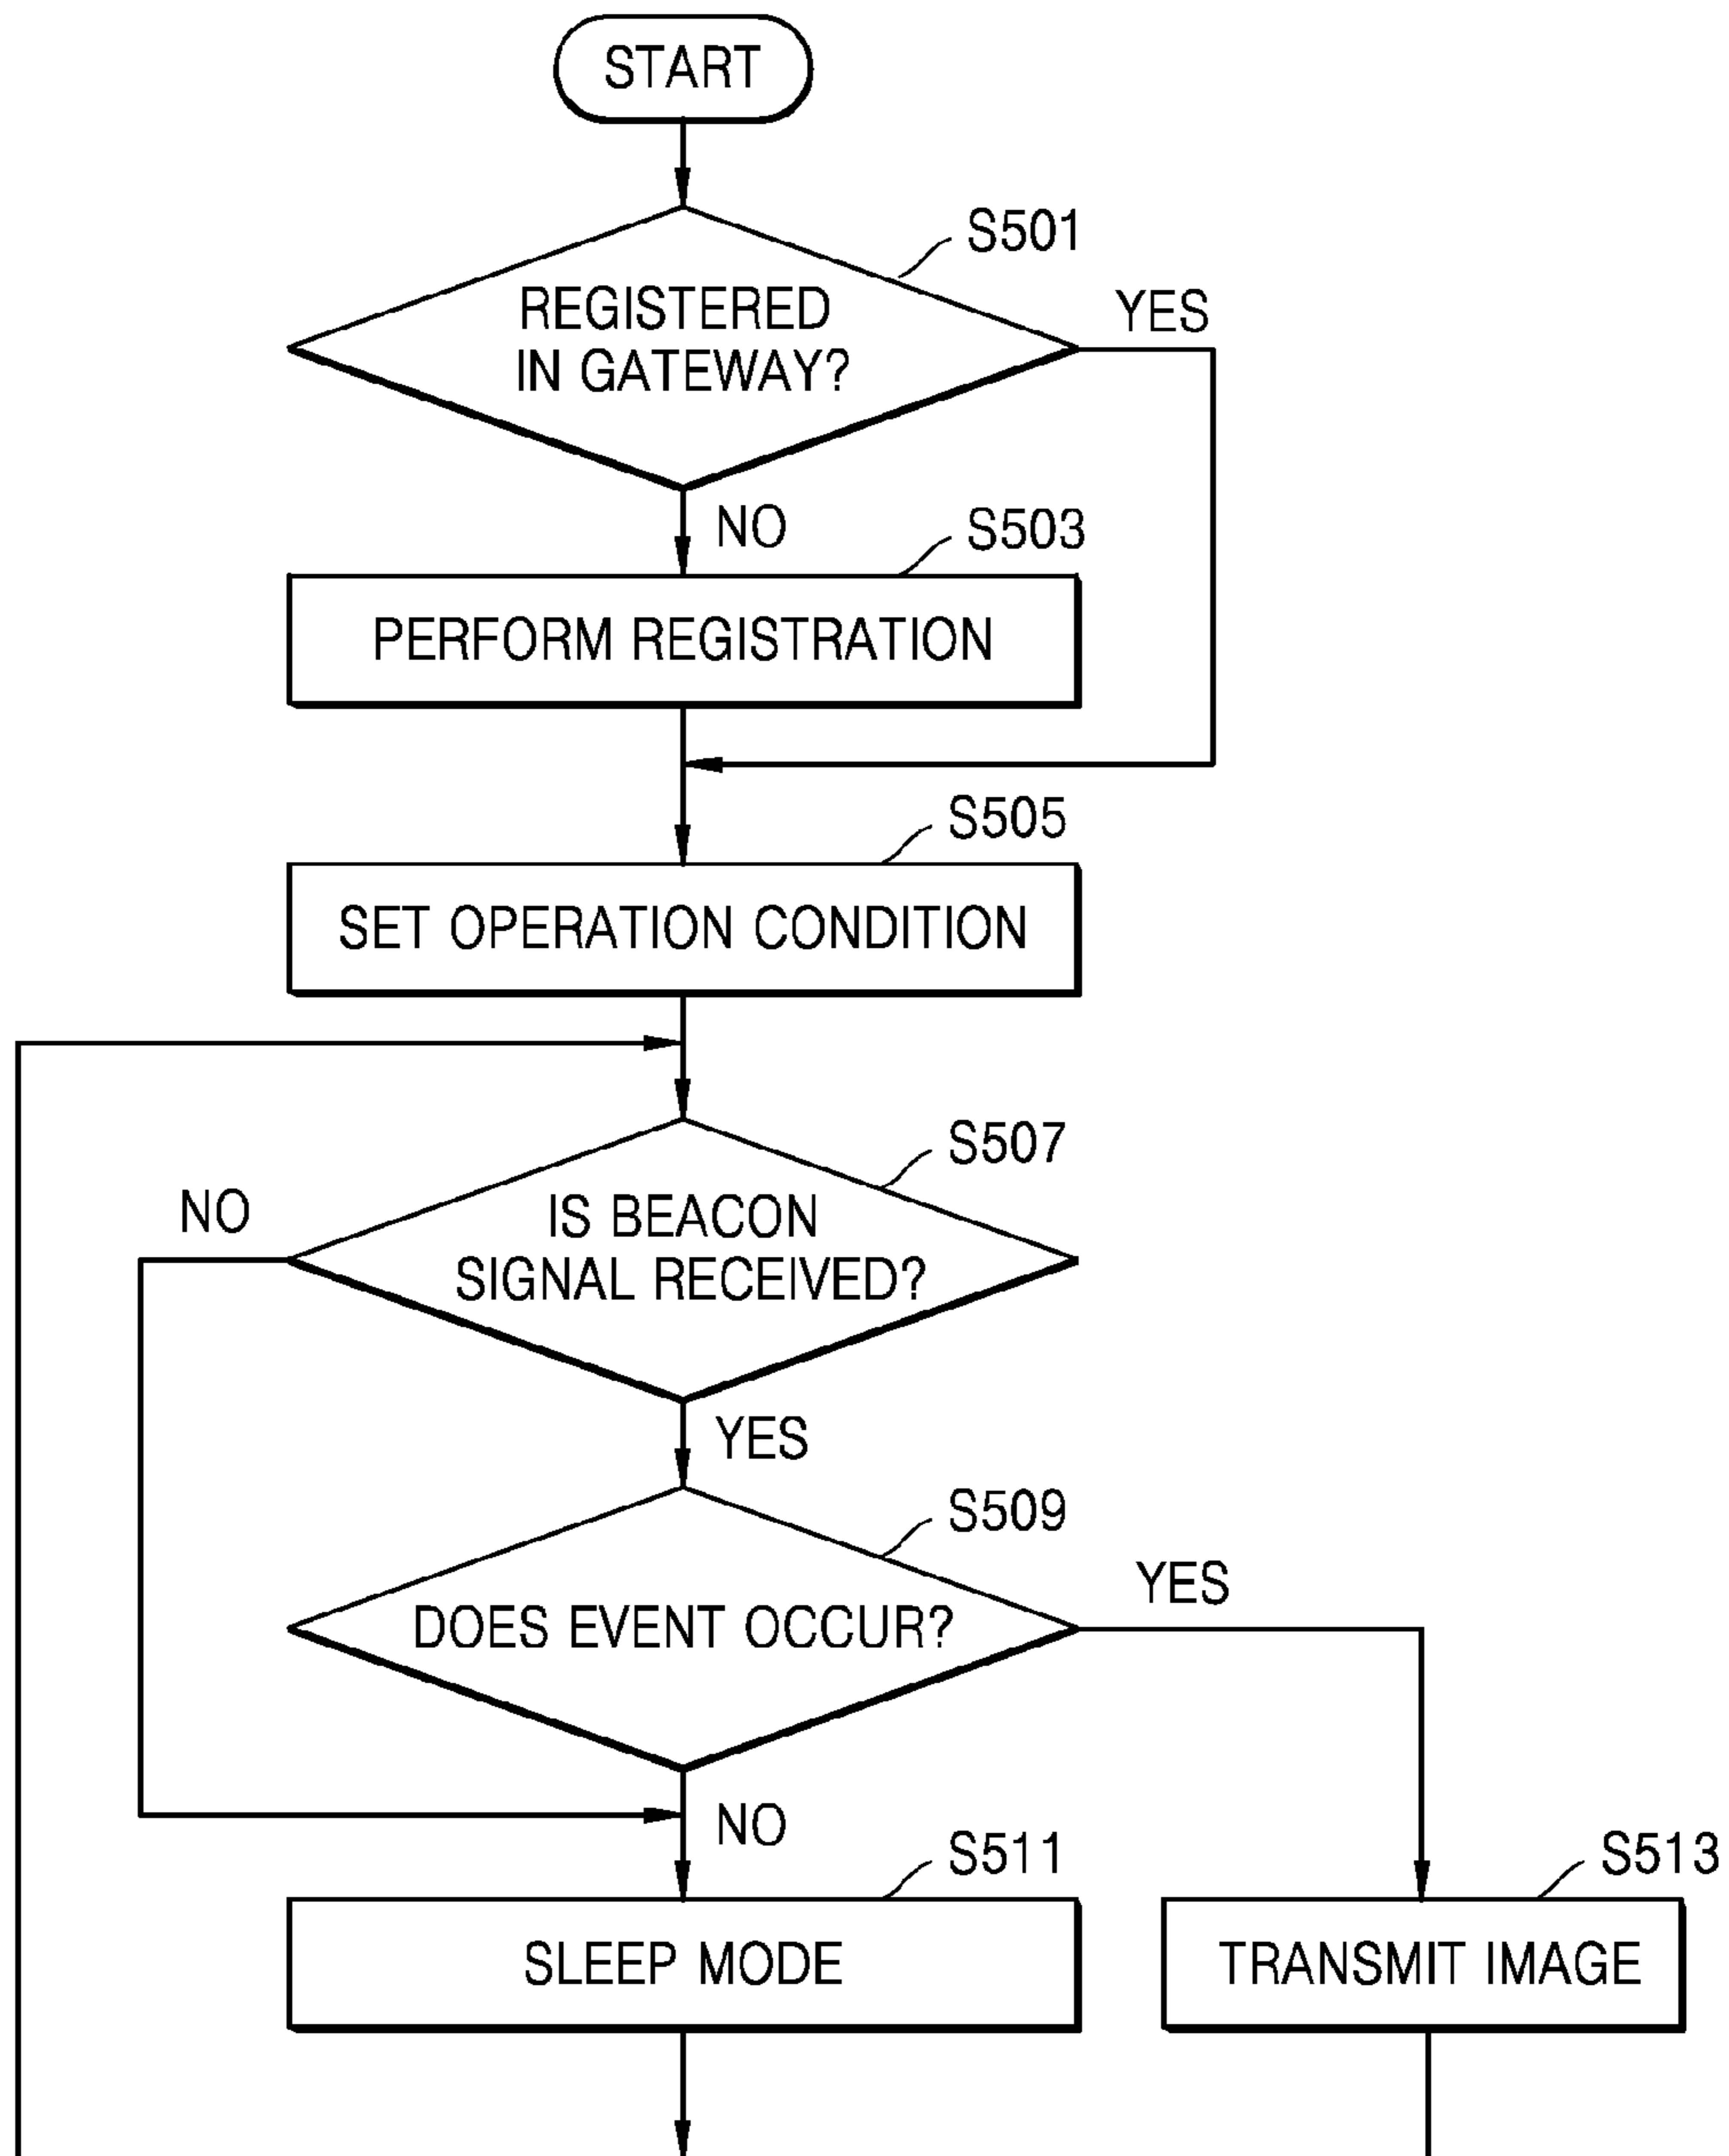 START
S501
REGISTERED
IN GATEWAY?
YES
NO
S503
PERFORM REGISTRATION
S505
SET OPERATION CONDITION
S507
IS BEACON
SIGNAL RECEIVED?
NO
YES
S509
DOES EVENT OCCUR?
YES
NO
S511
SLEEP MODE
S513
TRANSMIT IMAGE